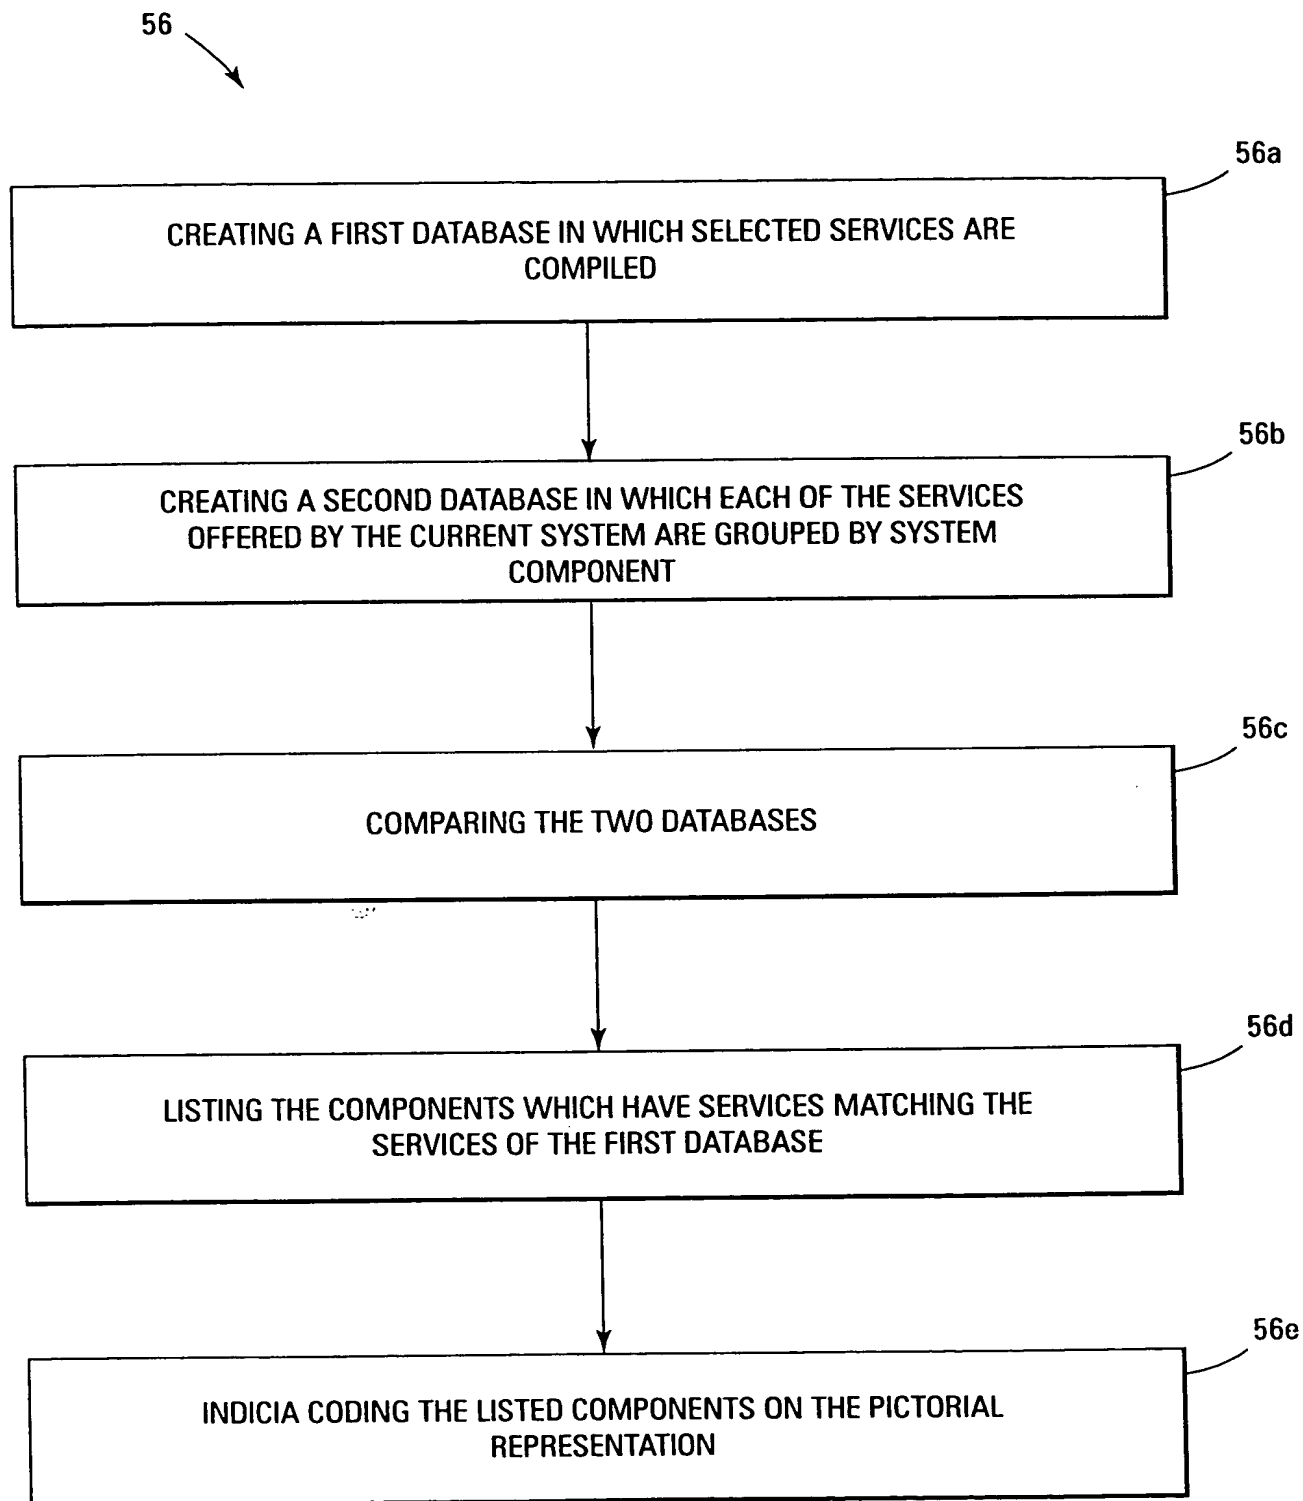 56
56a
CREATING A FIRST DATABASE IN WHICH SELECTED SERVICES ARE
COMPILED
56b
CREATING A SECOND DATABASE IN WHICH EACH OF THE SERVICES
OFFERED BY THE CURRENT SYSTEM ARE GROUPED BY SYSTEM
COMPONENT
56c
COMPARING THE TWO DATABASES
56d
LISTING THE COMPONENTS WHICH HAVE SERVICES MATCHING THE
SERVICES OF THE FIRST DATABASE
56e
INDICIA CODING THE LISTED COMPONENTS ON THE PICTORIAL
REPRESENTATION